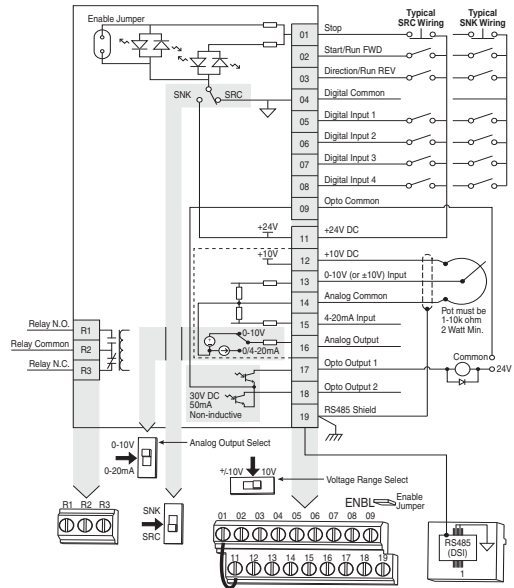 Enable Jumper
Typical SRC Wiring
Typical SNK Wiring
01 Stop
02 Start/Run FWD
03 Direction/Run REV
SNK SRC
04 Digital Common
05 Digital Input 1
06 Digital Input 2
07 Digital Input 3
08 Digital Input 4
09 Opto Common
+24V
11 +24V DC
+10V
12 +10V DC
13 0-10V (or ±10V) Input
14 Analog Common
Pot must be
1-10k ohm
2 Watt Min.
15 4-20mA Input
Relay N.O. R1
0-10V
16 Analog Output
Relay Common R2
0/4-20mA
Relay N.C. R3
17 Opto Output 1
Common
24V
30V DC
50mA
Non-inductive
18 Opto Output 2
19 RS485 Shield
0-10V
0-20mA
Analog Output Select
+/-10V 10V
Voltage Range Select
R1 R2 R3
SNK
SRC
ENBL
Enable
Jumper
01 02 03 04 05 06 07 08 09
11 12 13 14 15 16 17 18 19
RS485
(DSI)
1